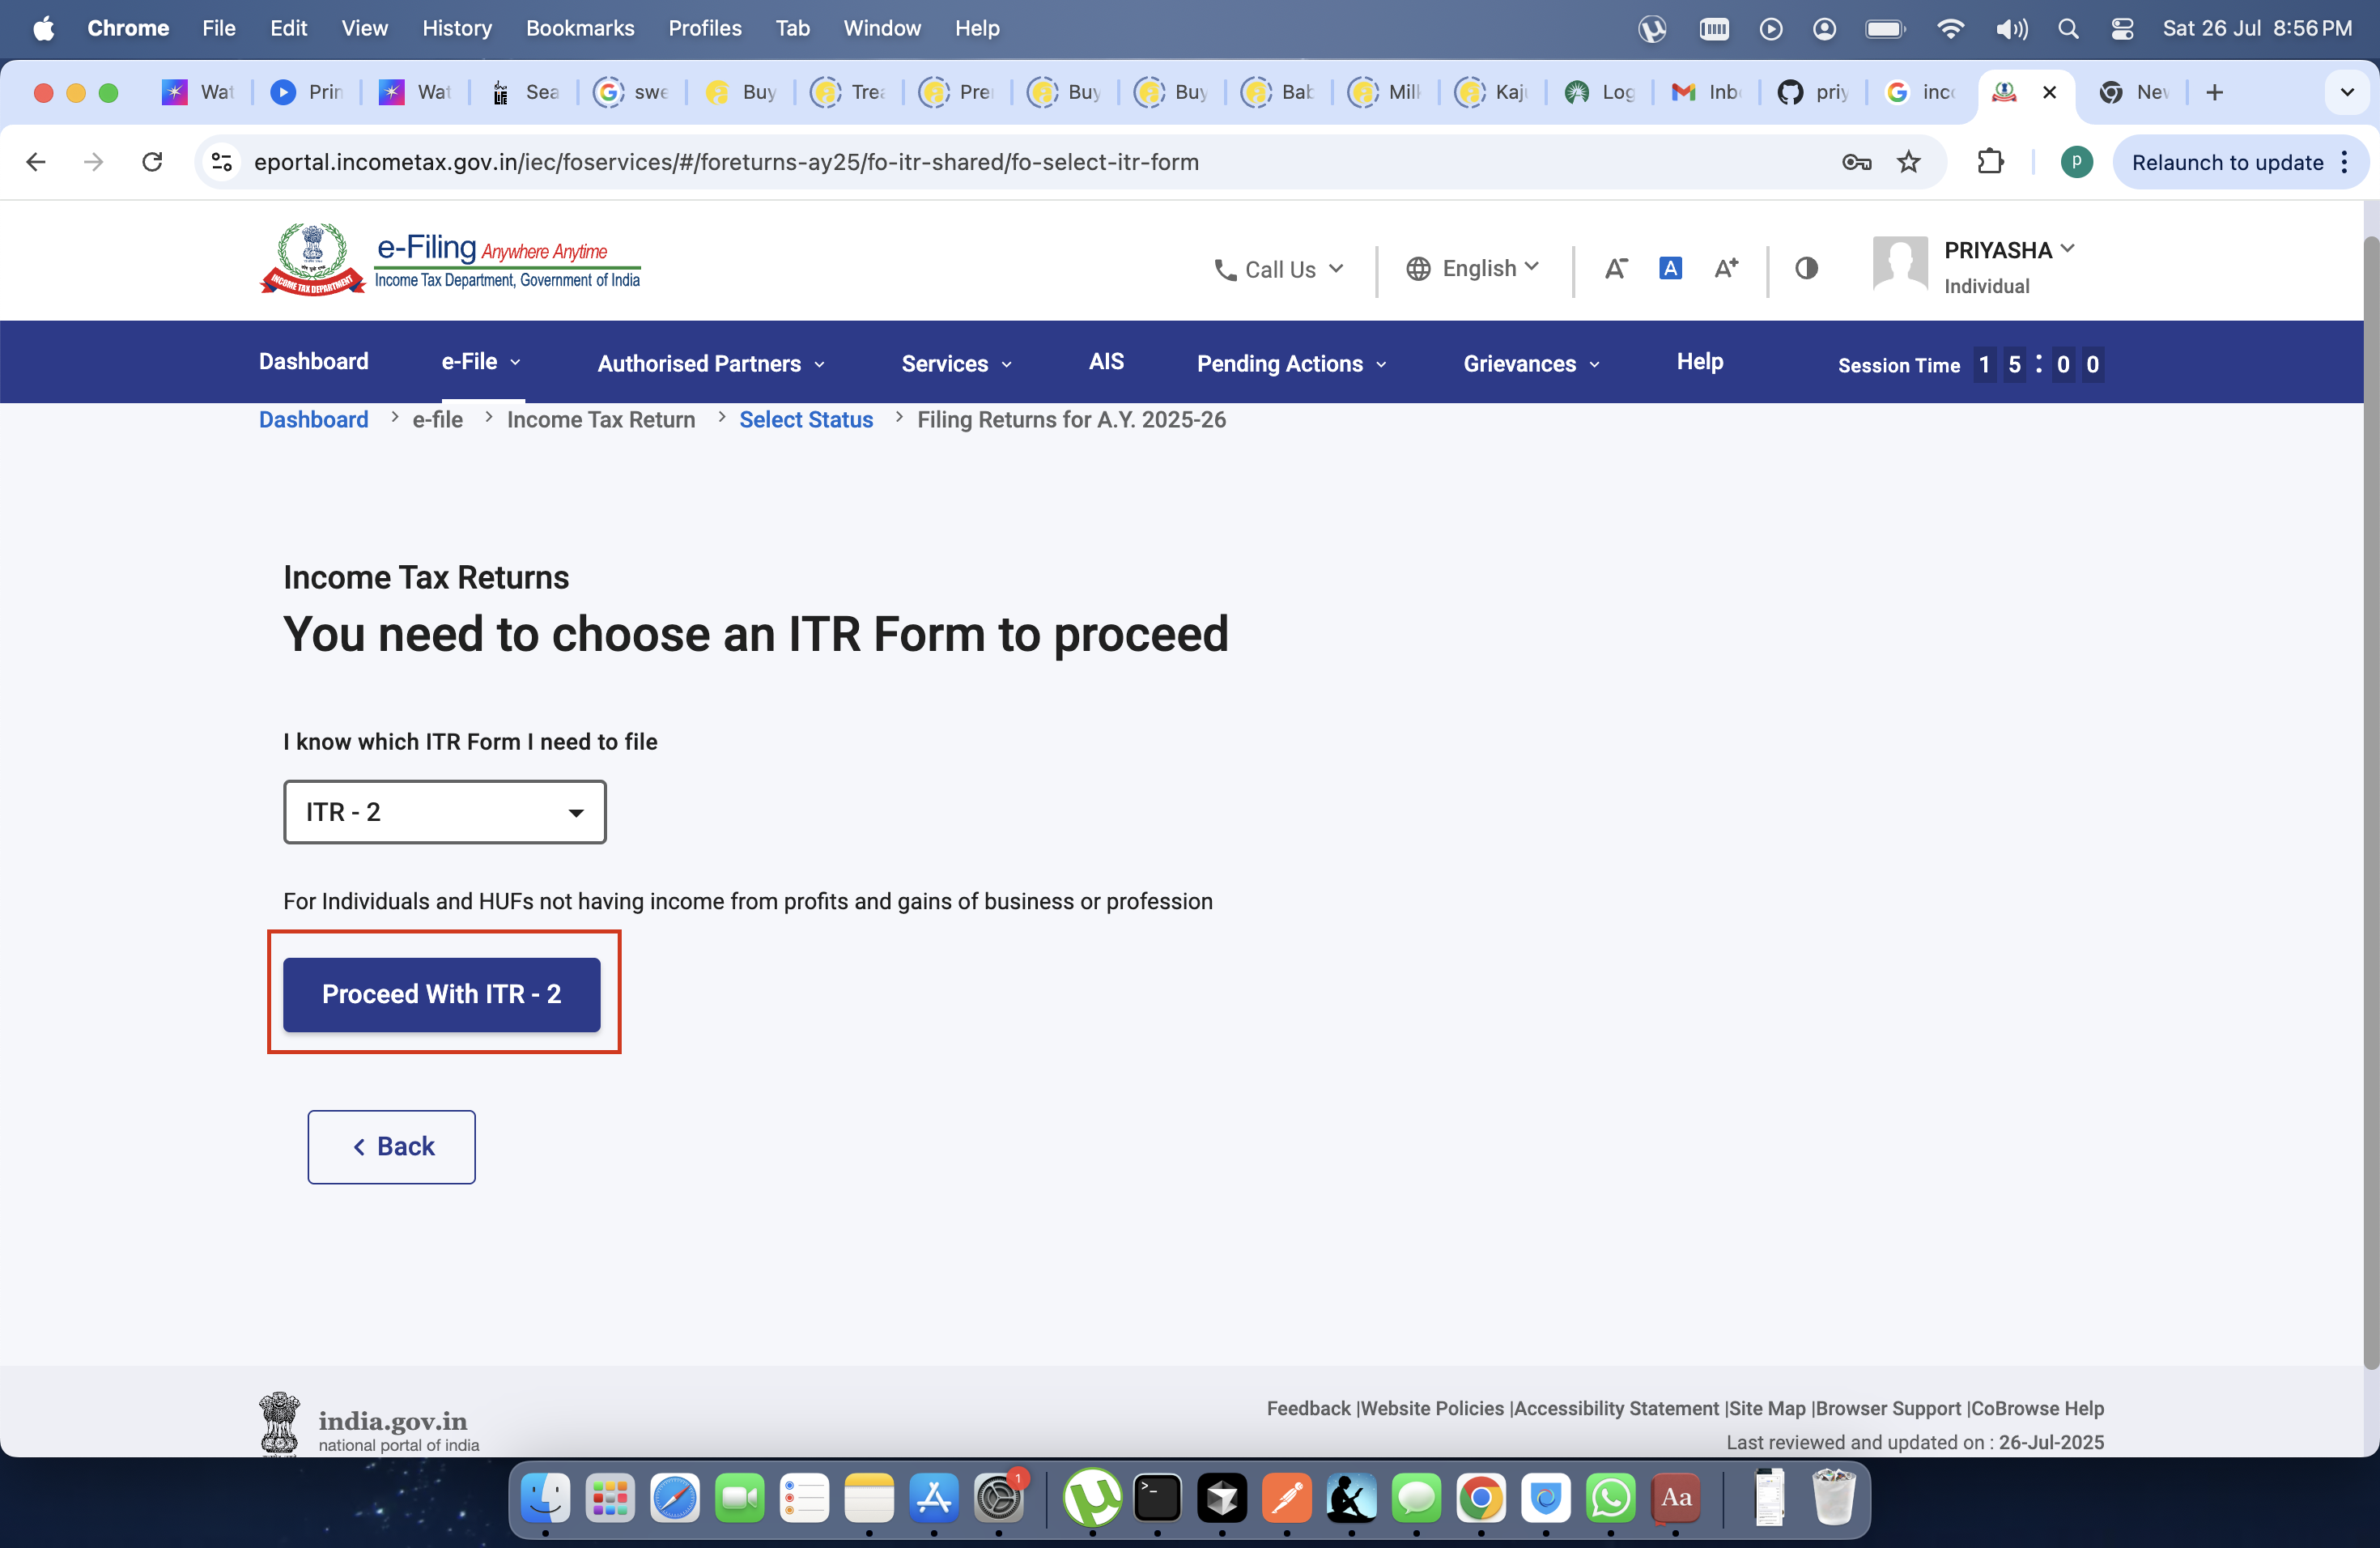 Chrome File Edit View History Bookmarks Profiles Tab Window Help Sat 26 Jul 8:56 PM
Wat Prin Wat Sea swe Buy Trea Pre Buy Buy Bab Milk Kaju Log Inbo priy inco Nev
eportal.incometax.gov.in/iec/foservices/#/foreturns-ay25/fo-itr-shared/fo-select-itr-form
p
Relaunch to update
INCOME TAX DEPARTMENT
e-Filing Anywhere Anytime
Income Tax Department, Government of India
Call Us
English
A- A A+
PRIYASHA
Individual
Dashboard e-File Authorised Partners Services AIS Pending Actions Grievances Help Session Time 1 5 : 0 0
Dashboard > e-file > Income Tax Return > Select Status > Filing Returns for A.Y. 2025-26
Income Tax Returns
You need to choose an ITR Form to proceed
I know which ITR Form I need to file
ITR - 2
For Individuals and HUFs not having income from profits and gains of business or profession
Proceed With ITR - 2
< Back
india.gov.in
national portal of india
Feedback |Website Policies |Accessibility Statement |Site Map |Browser Support |CoBrowse Help
Last reviewed and updated on : 26-Jul-2025
1
Aa